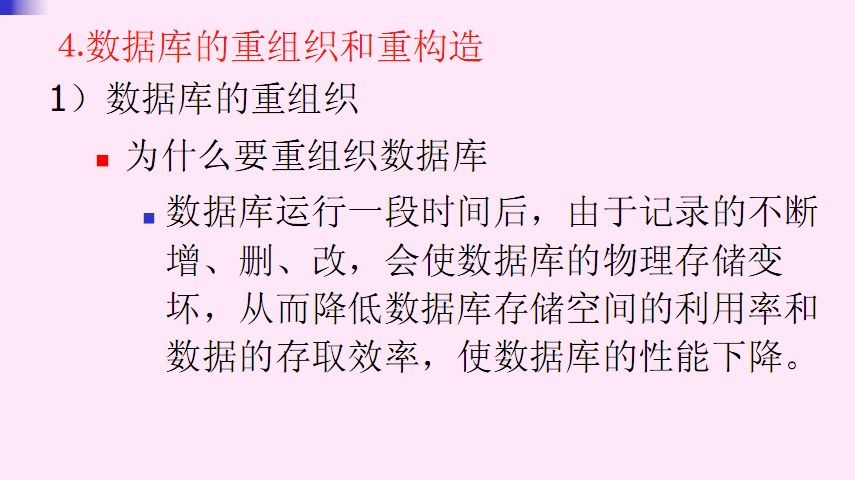 4.数据库的重组织和重构造
1）数据库的重组织
为什么要重组织数据库
数据库运行一段时间后，由于记录的不断
增、删、改，会使数据库的物理存储变
坏，从而降低数据库存储空间的利用率和
数据的存取效率，使数据库的性能下降。